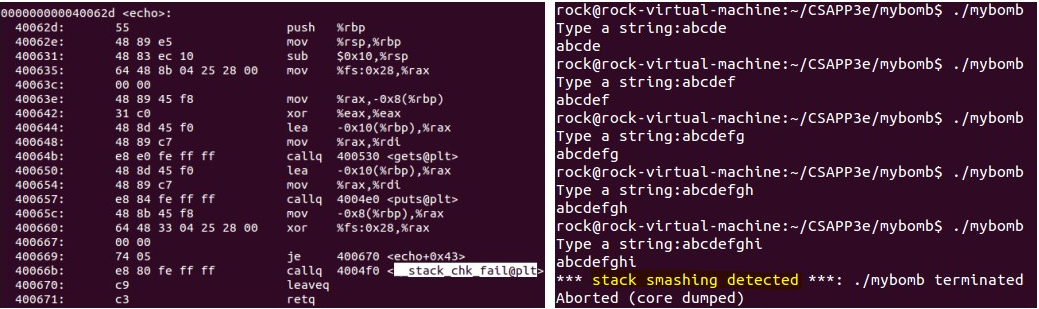 000000000040062d <echo>:
40062d: 55 push %rbp
40062e: 48 89 e5 mov %rsp,%rbp
400631: 48 83 ec 10 sub $0x10,%rsp
400635: 64 48 8b 04 25 28 00 mov %fs:0x28,%rax
40063c: 00 00
40063e: 48 89 45 f8 mov %rax,-0x8(%rbp)
400642: 31 c0 xor %eax,%eax
400644: 48 8d 45 f0 lea -0x10(%rbp),%rax
400648: 48 89 c7 mov %rax,%rdi
40064b: e8 e0 fe ff ff callq 400530 <gets@plt>
400650: 48 8d 45 f0 lea -0x10(%rbp),%rax
400654: 48 89 c7 mov %rax,%rdi
400657: e8 84 fe ff ff callq 4004e0 <puts@plt>
40065c: 48 8b 45 f8 mov -0x8(%rbp),%rax
400660: 64 48 33 04 25 28 00 xor %fs:0x28,%rax
400667: 00 00
400669: 74 05 je 400670 <echo+0x43>
40066b: e8 80 fe ff ff callq 4004f0 <__stack_chk_fail@plt>
400670: c9 leaveq
400671: c3 retq
rock@rock-virtual-machine:~/CSAPP3e/mybomb$ ./mybomb
Type a string:abcde
abcde
rock@rock-virtual-machine:~/CSAPP3e/mybomb$ ./mybomb
Type a string:abcdef
abcdef
rock@rock-virtual-machine:~/CSAPP3e/mybomb$ ./mybomb
Type a string:abcdefg
abcdefg
rock@rock-virtual-machine:~/CSAPP3e/mybomb$ ./mybomb
Type a string:abcdefgh
abcdefgh
rock@rock-virtual-machine:~/CSAPP3e/mybomb$ ./mybomb
Type a string:abcdefghi
abcdefghi
*** stack smashing detected ***: ./mybomb terminated
Aborted (core dumped)